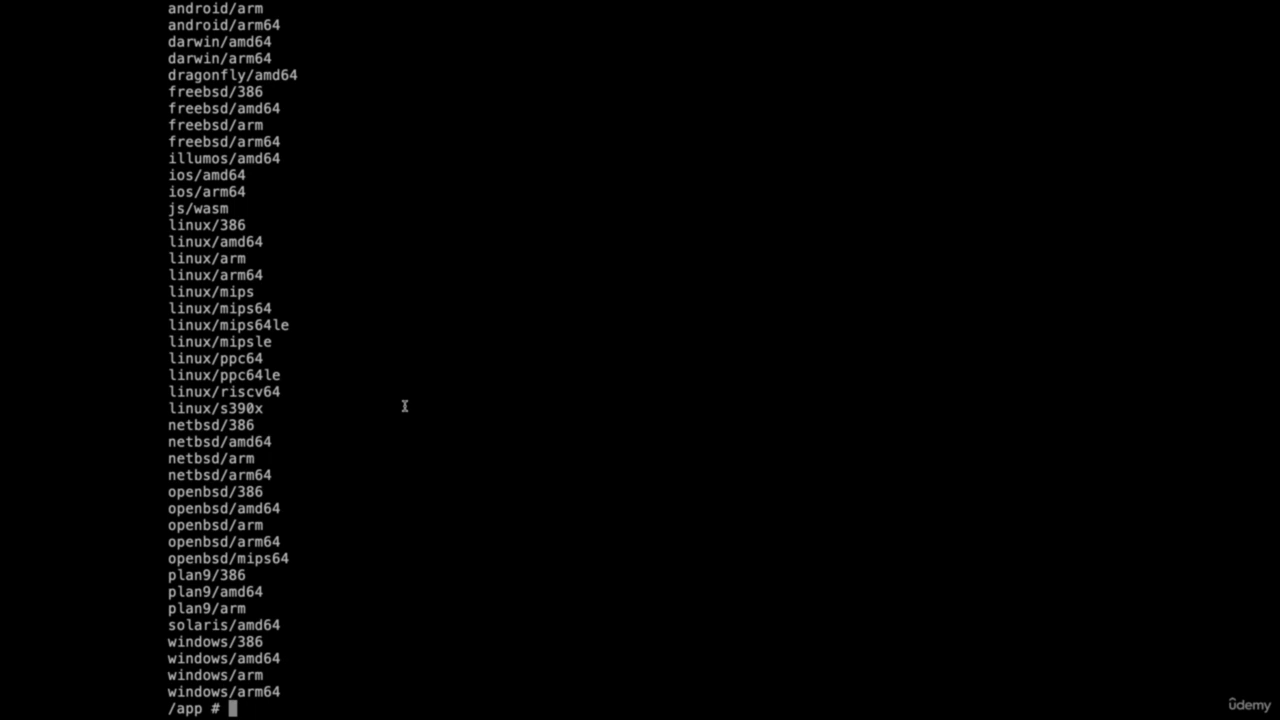 android/arm
android/arm64
darwin/amd64
darwin/arm64
dragonfly/amd64
freebsd/386
freebsd/amd64
freebsd/arm
freebsd/arm64
illumos/amd64
ios/amd64
ios/arm64
js/wasm
linux/386
linux/amd64
linux/arm
linux/arm64
linux/mips
linux/mips64
linux/mips64le
linux/mipsle
linux/ppc64
linux/ppc64le
linux/riscv64
linux/s390x
netbsd/386
netbsd/amd64
netbsd/arm
netbsd/arm64
openbsd/386
openbsd/amd64
openbsd/arm
openbsd/arm64
openbsd/mips64
plan9/386
plan9/amd64
plan9/arm
solaris/amd64
windows/386
windows/amd64
windows/arm
windows/arm64
/app #
ûdemy